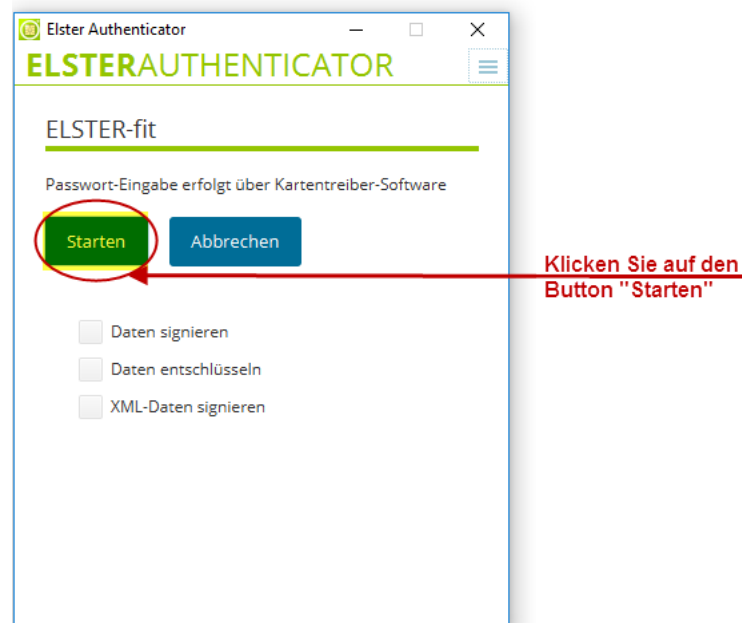 Elster Authenticator
ELSTERAUTHENTICATOR
ELSTER-fit
Passwort-Eingabe erfolgt über Kartentreiber-Software
Starten
Abbrechen
Klicken Sie auf den
Button "Starten"
Daten signieren
Daten entschlüsseln
XML-Daten signieren